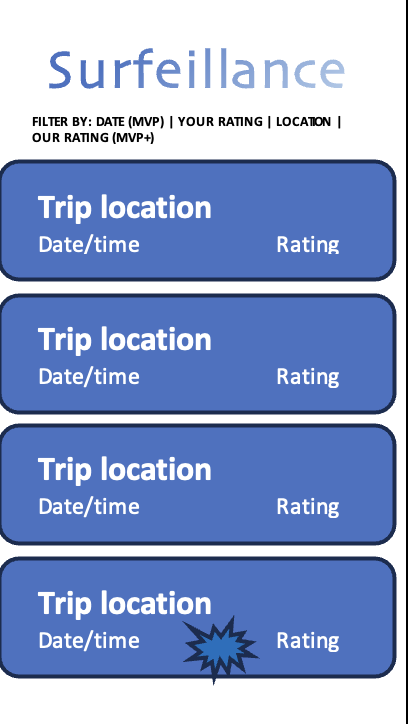 Surfeillance
FILTER BY: DATE (MVP) | YOUR RATING | LOCATION |
OUR RATING (MVP+)
Trip location
Date/time Rating
Trip location
Date/time Rating
Trip location
Date/time Rating
Trip location
Date/time Rating